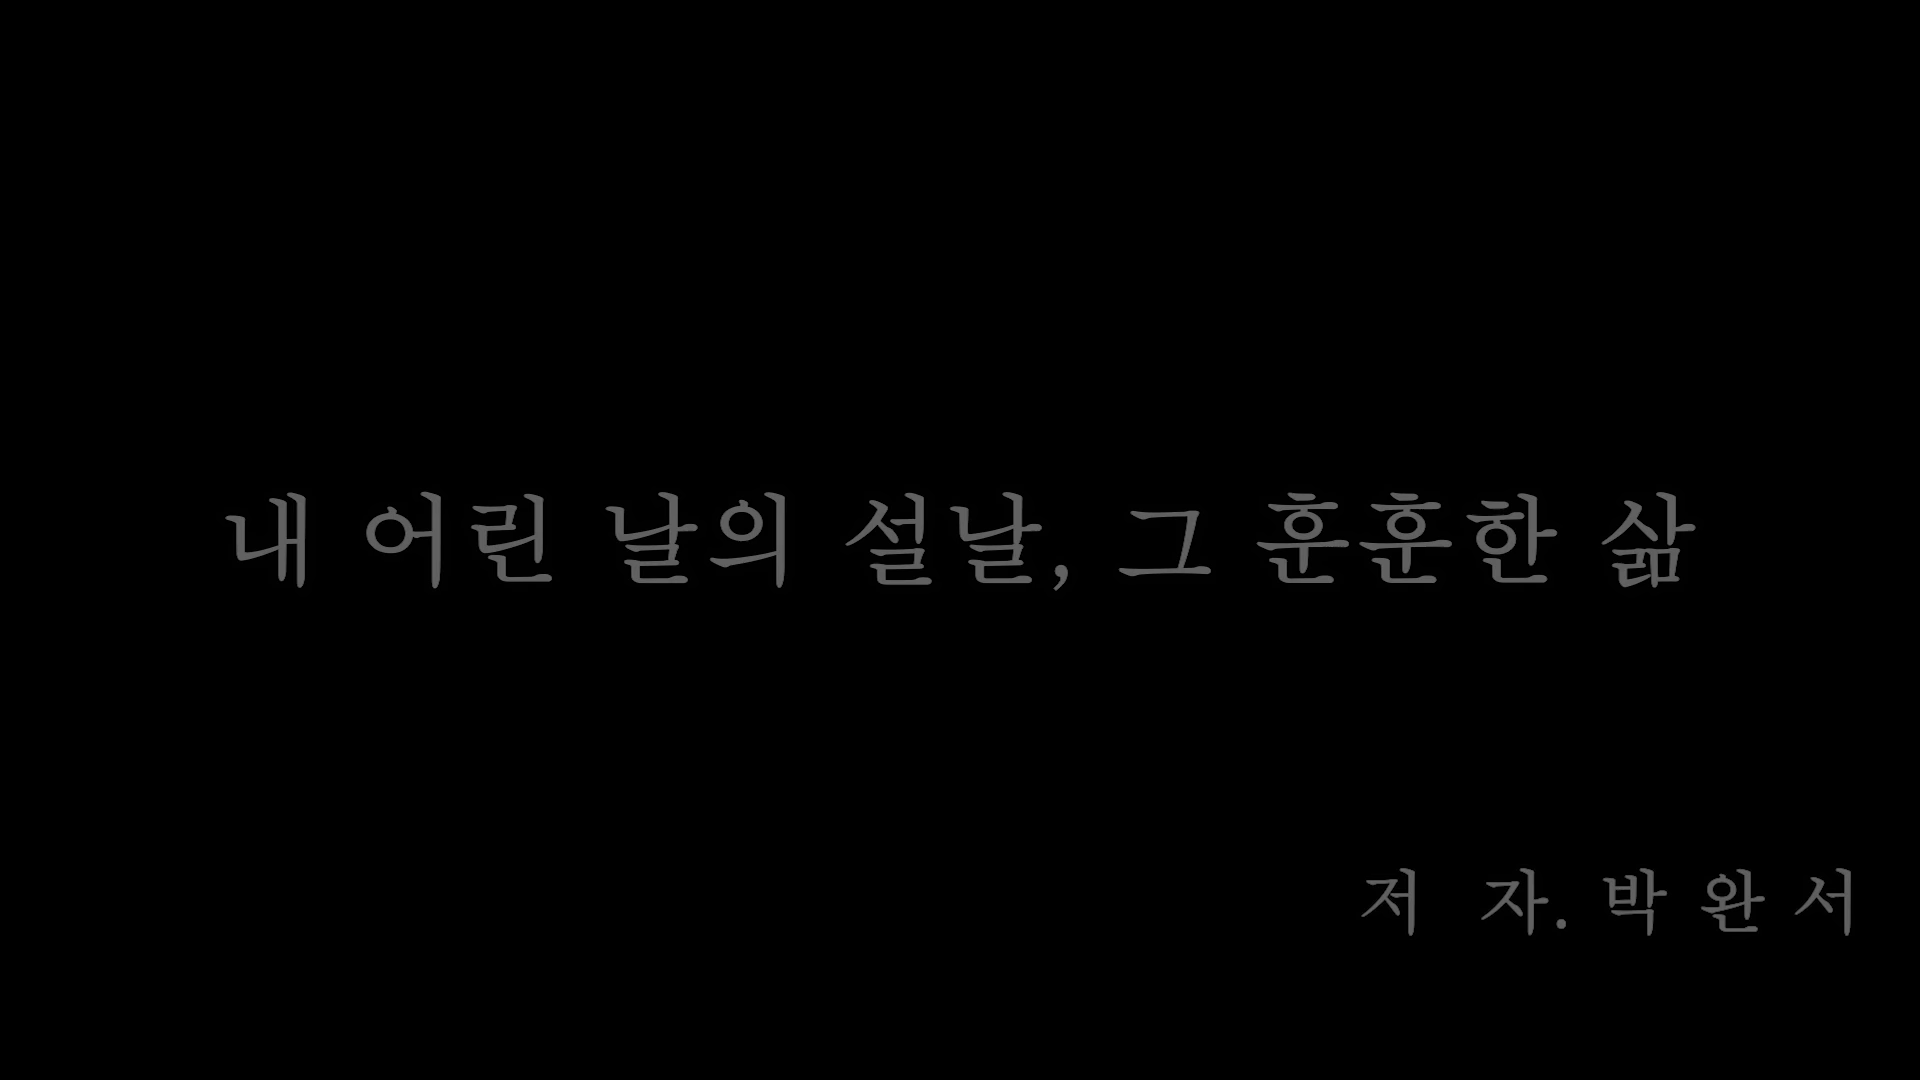 내 어린 날의 설날, 그 훈훈한 삶
저 자. 박 완 서